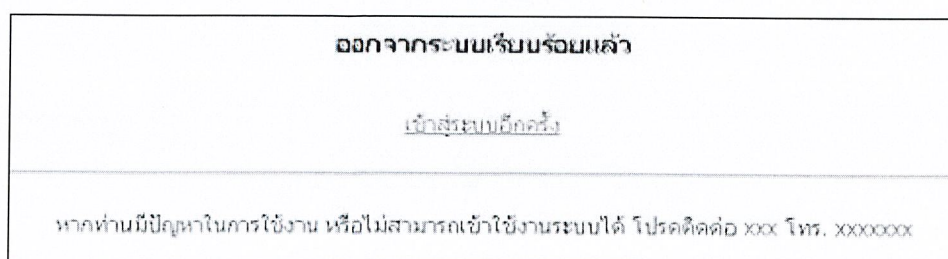 ออกจากระบบเรียบร้อยแล้ว
เข้าสู่ระบบอีกครั้ง
หากท่านมีปัญหาในการใช้งาน หรือไม่สามารถเข้าใช้งานระบบได้ โปรดติดต่อ xxx โทร. xxxxxxx